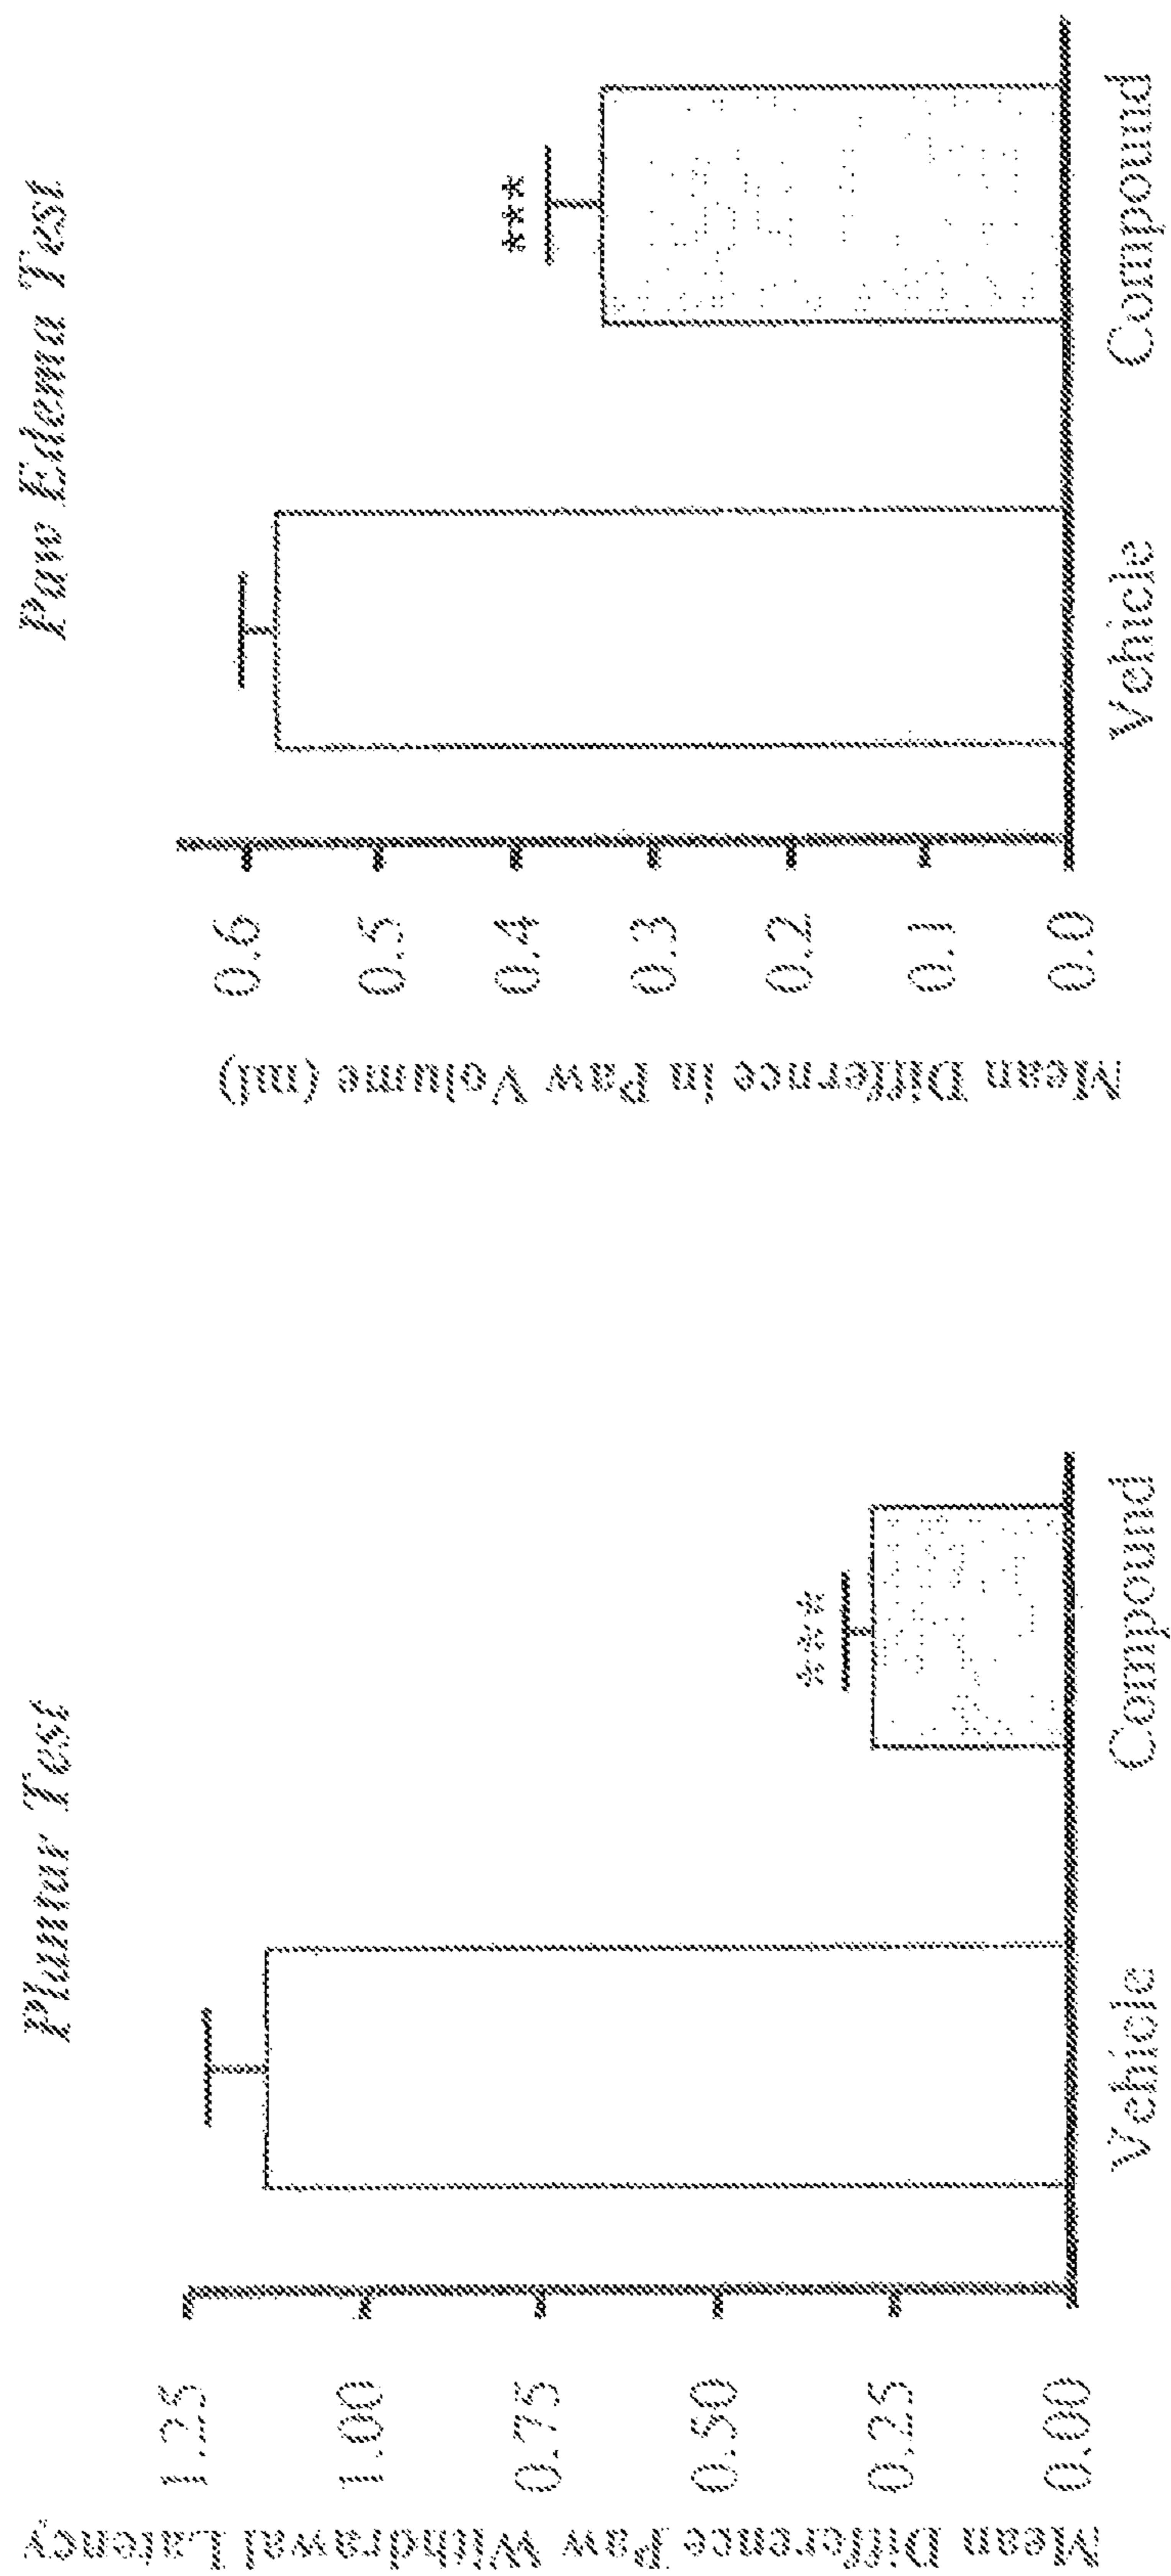 Plantar Test
Mean Difference Paw Withdrawal Latency
1.25
1.00
0.75
0.50
0.25
0.00
***
Vehicle
Compound
Paw Edema Test
Mean Differnce in Paw Volume (ml)
0.6
0.5
0.4
0.3
0.2
0.1
0.0
***
Vehicle
Compound